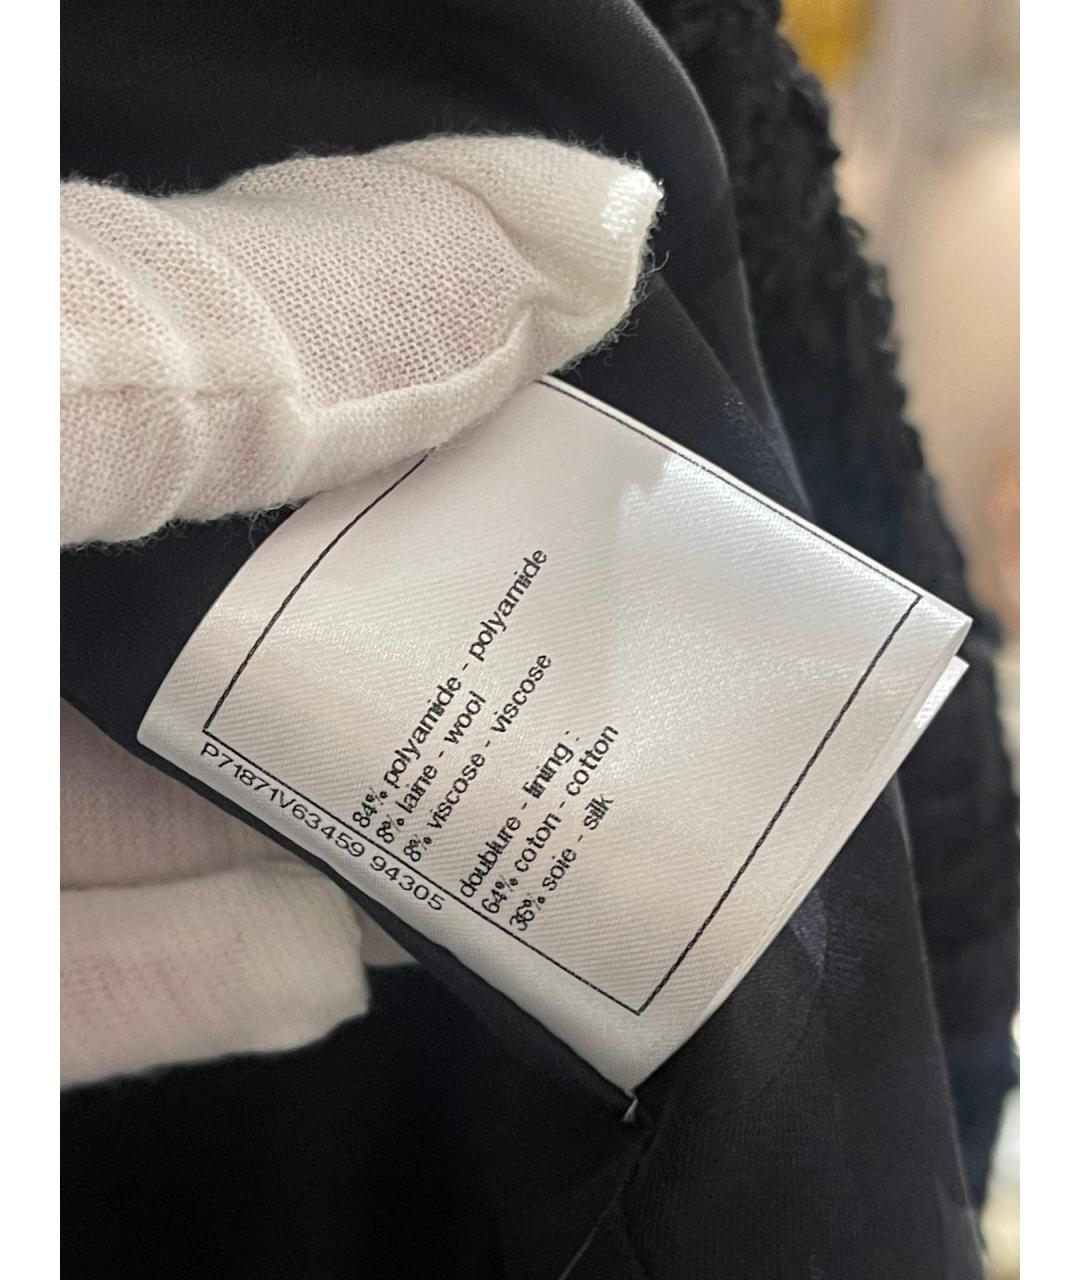 84% polyamide - polyamide
8% laine - wool
8% viscose - viscose
doublure - lining :
64% coton - cotton
36% soie - silk
P71871V63459 94305